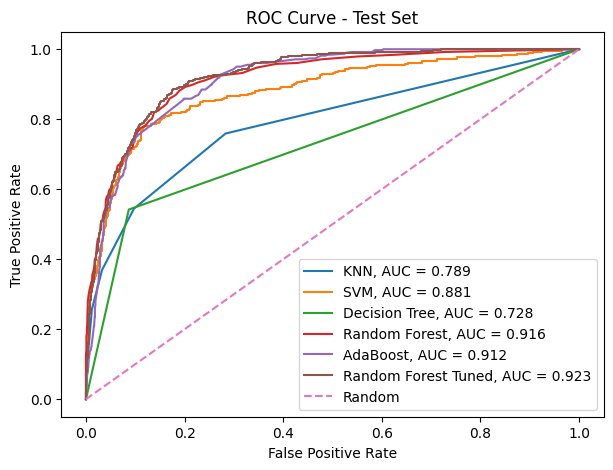 ROC Curve - Test Set
True Positive Rate
1.0
0.8
0.6
0.4
0.2
0.0
KNN, AUC = 0.789
SVM, AUC = 0.881
Decision Tree, AUC = 0.728
Random Forest, AUC = 0.916
AdaBoost, AUC = 0.912
Random Forest Tuned, AUC = 0.923
Random
0.0 0.2 0.4 0.6 0.8 1.0
False Positive Rate